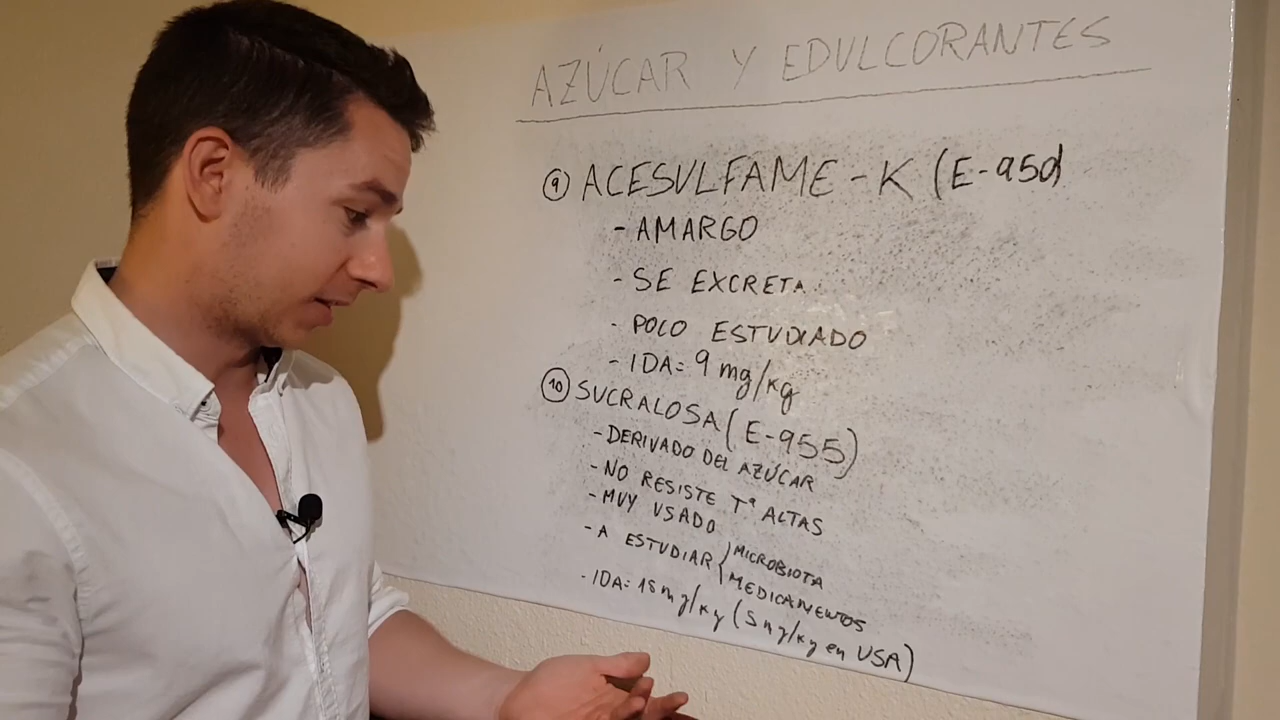 AZÚCAR Y EDULCORANTES
9 ACESULFAME - K (E-950)
- AMARGO
- SE EXCRETA
- POCO ESTUDIADO
- IDA= 9 mg/kg
10 SUCRALOSA (E-955)
- DERIVADO DEL AZÚCAR
- NO RESISTE Tª ALTAS
- MUY USADO
- A ESTUDIAR { MICROBIOTA
MEDICAMENTOS
- IDA= 15 mg/kg (5 mg/kg en USA)